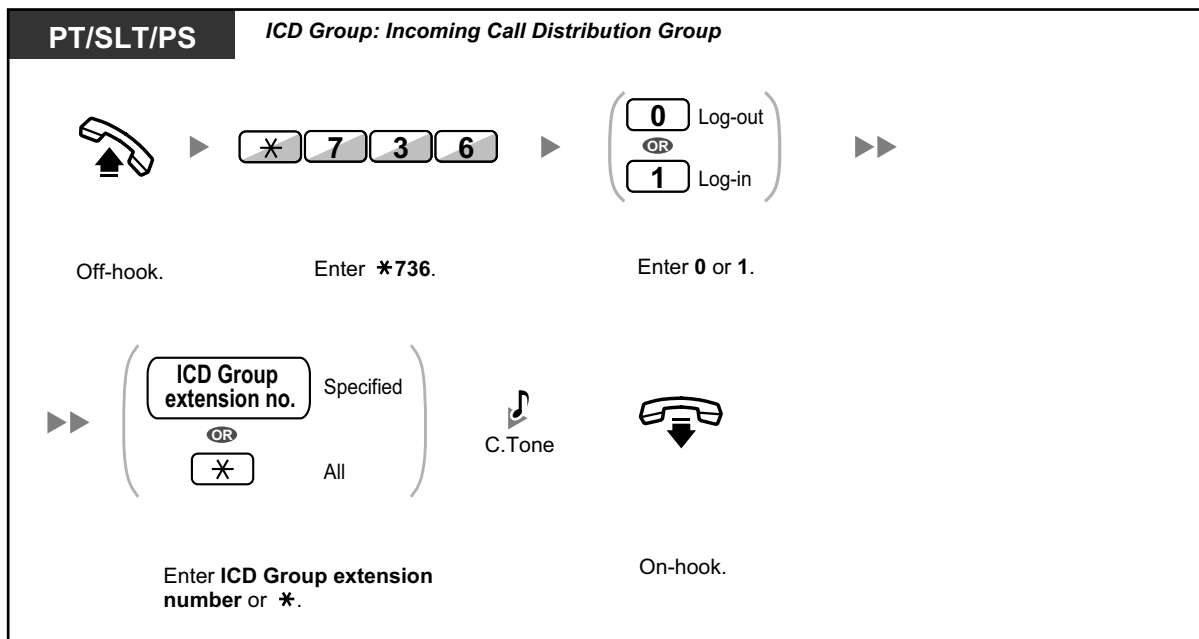 PT/SLT/PS
ICD Group: Incoming Call Distribution Group
* 7 3 6
0 Log-out
OR
1 Log-in
Off-hook.
Enter *736.
Enter 0 or 1.
ICD Group
extension no.
Specified
OR
* All
C.Tone
Enter ICD Group extension
number or *.
On-hook.